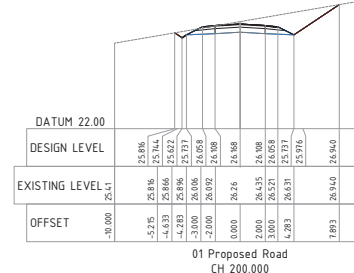 DATUM 22.00
DESIGN LEVEL 25.816 25.744 25.622 25.737 26.058 26.108 26.168 26.108 26.058 25.737 25.976 26.940
EXISTING LEVEL 25.41 25.816 25.866 25.896 26.006 26.092 26.26 26.435 26.521 26.631 26.940
OFFSET -10.000 -5.215 -4.633 -4.283 -3.000 -2.000 0.000 2.000 3.000 4.283 7.893
01 Proposed Road
CH 200.000